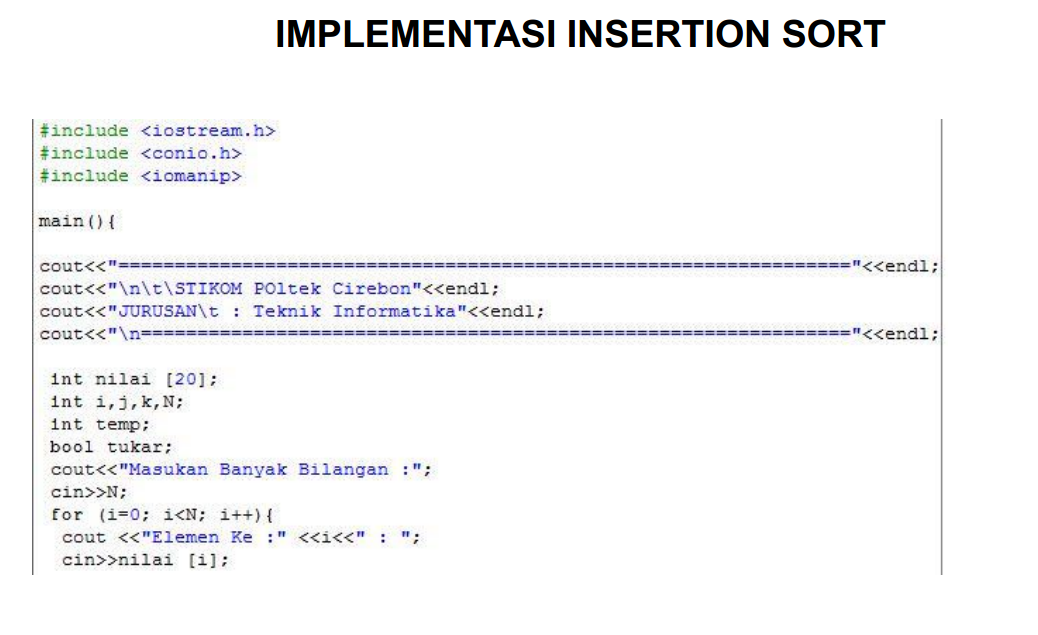 IMPLEMENTASI INSERTION SORT
#include <iostream.h>
#include <conio.h>
#include <iomanip>
main(){
cout<<"================================================================="<<endl;
cout<<"\n\t\STIKOM POltek Cirebon"<<endl;
cout<<"JURUSAN\t : Teknik Informatika"<<endl;
cout<<"\n==============================================================="<<endl;
int nilai [20];
int i,j,k,N;
int temp;
bool tukar;
cout<<"Masukan Banyak Bilangan :";
cin>>N;
for (i=0; i<N; i++){
cout <<"Elemen Ke :" <<i<<" : ";
cin>>nilai [i];